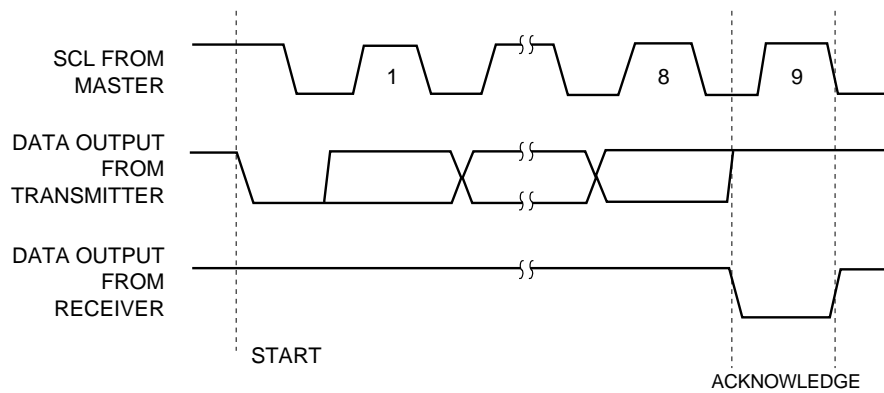 SCL FROM
MASTER
1
8
9
DATA OUTPUT
FROM
TRANSMITTER
DATA OUTPUT
FROM
RECEIVER
START
ACKNOWLEDGE